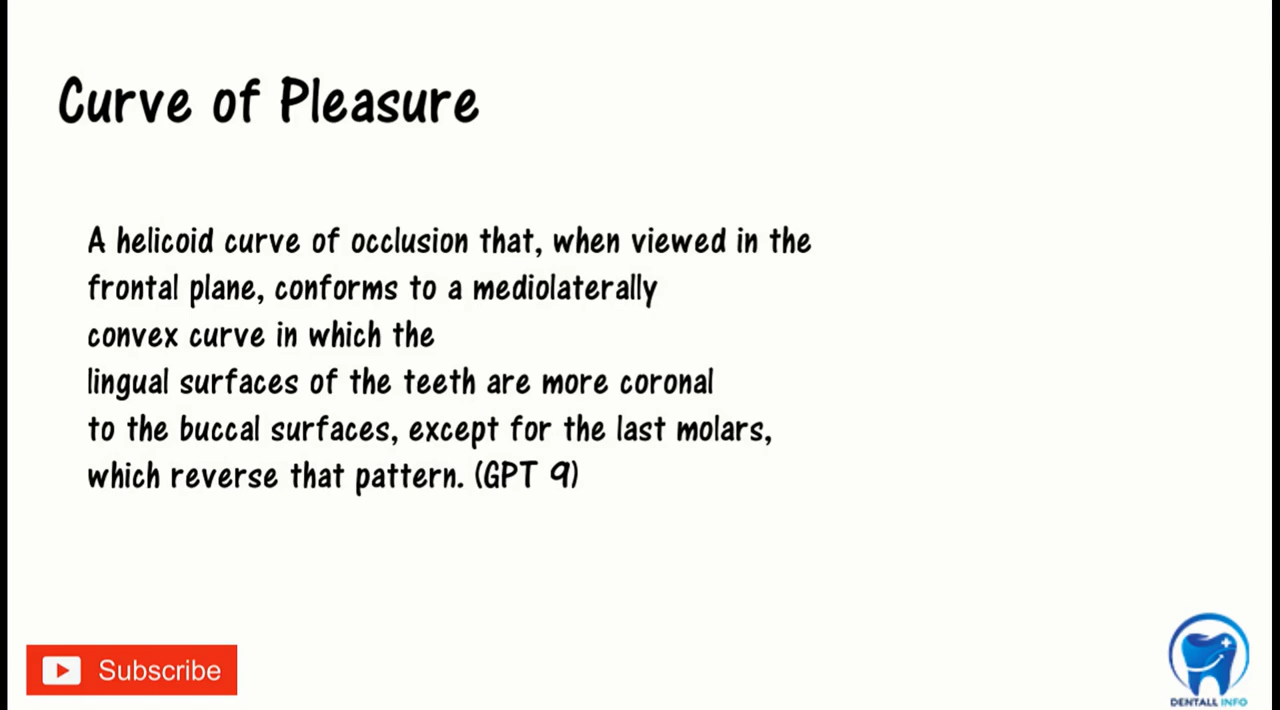 Curve of Pleasure
A helicoid curve of occlusion that, when viewed in the
frontal plane, conforms to a mediolaterally
convex curve in which the
lingual surfaces of the teeth are more coronal
to the buccal surfaces, except for the last molars,
which reverse that pattern. (GPT 9)
Subscribe
DENTALL INFO